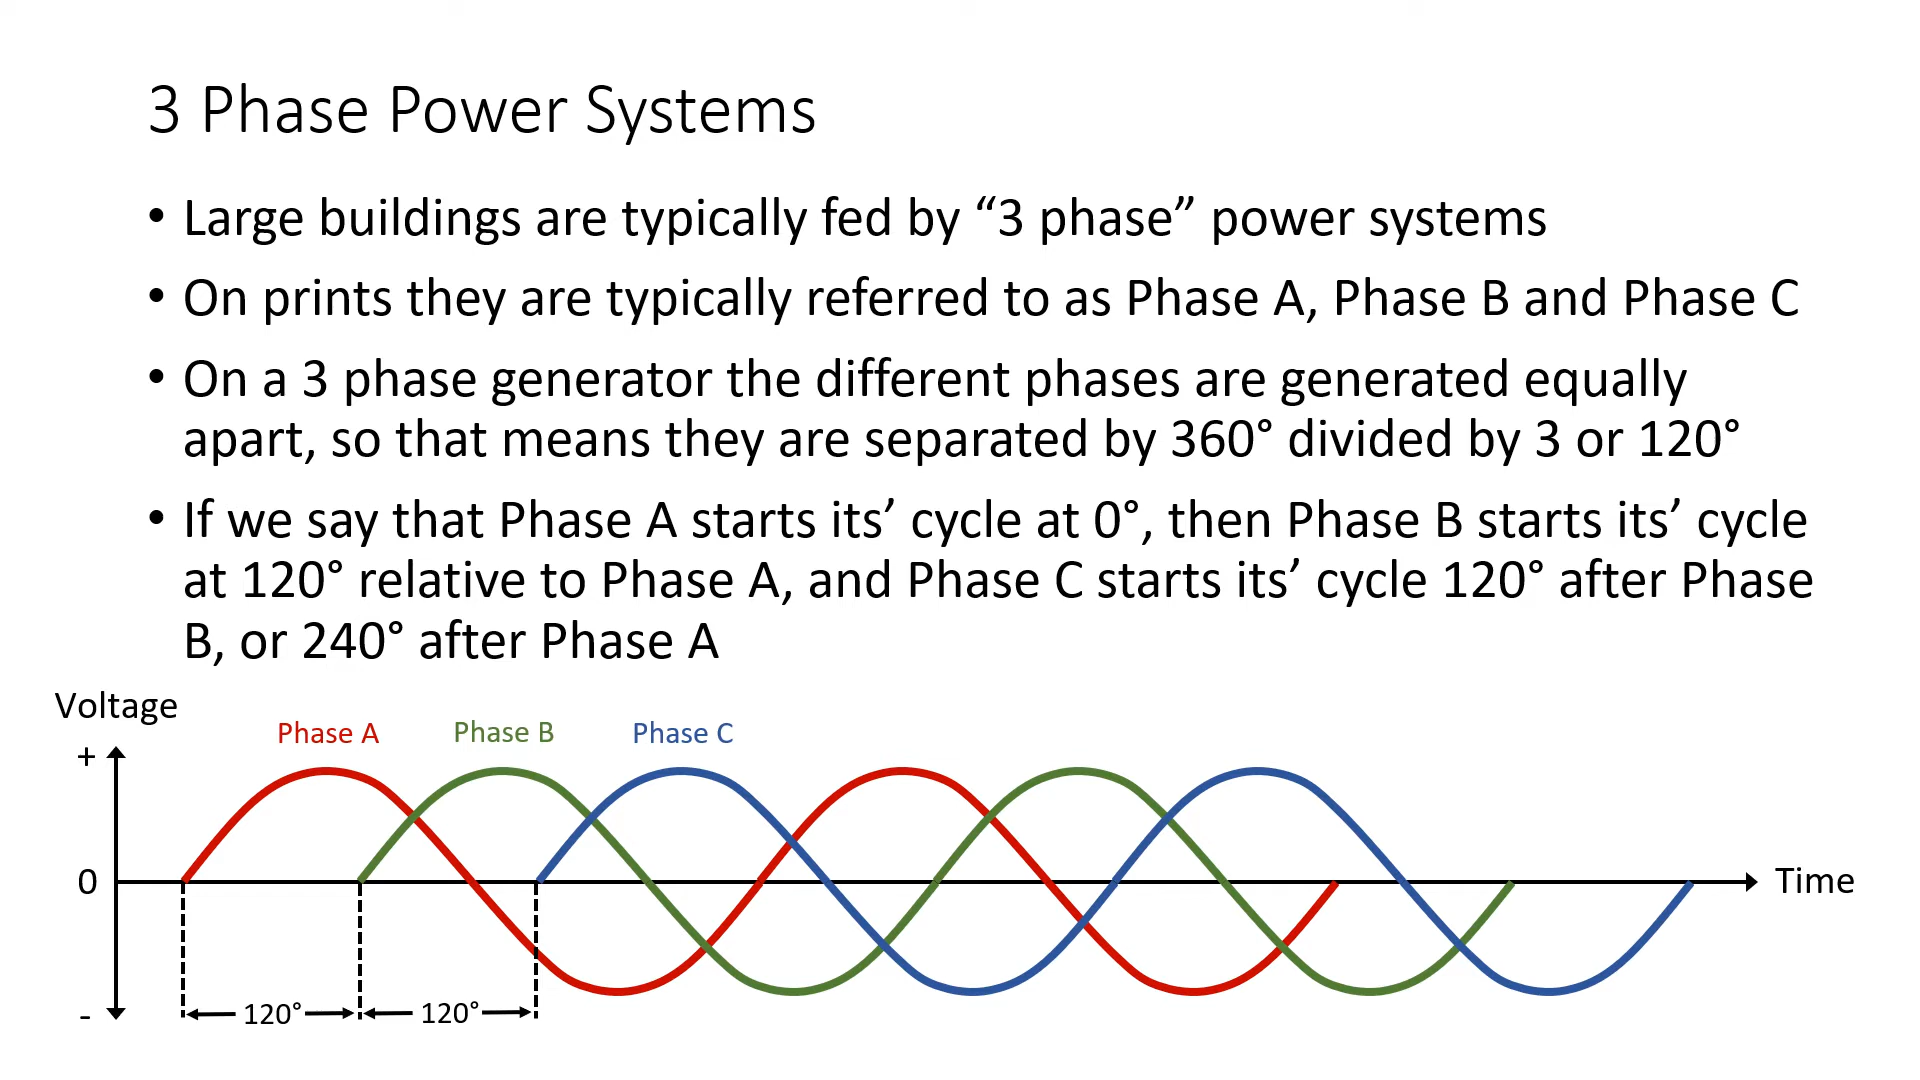 3 Phase Power Systems
• Large buildings are typically fed by “3 phase” power systems
• On prints they are typically referred to as Phase A, Phase B and Phase C
• On a 3 phase generator the different phases are generated equally
apart, so that means they are separated by 360° divided by 3 or 120°
• If we say that Phase A starts its’ cycle at 0°, then Phase B starts its’ cycle
at 120° relative to Phase A, and Phase C starts its’ cycle 120° after Phase
B, or 240° after Phase A
Voltage
Phase A Phase B Phase C
+
0
Time
-
120° 120°